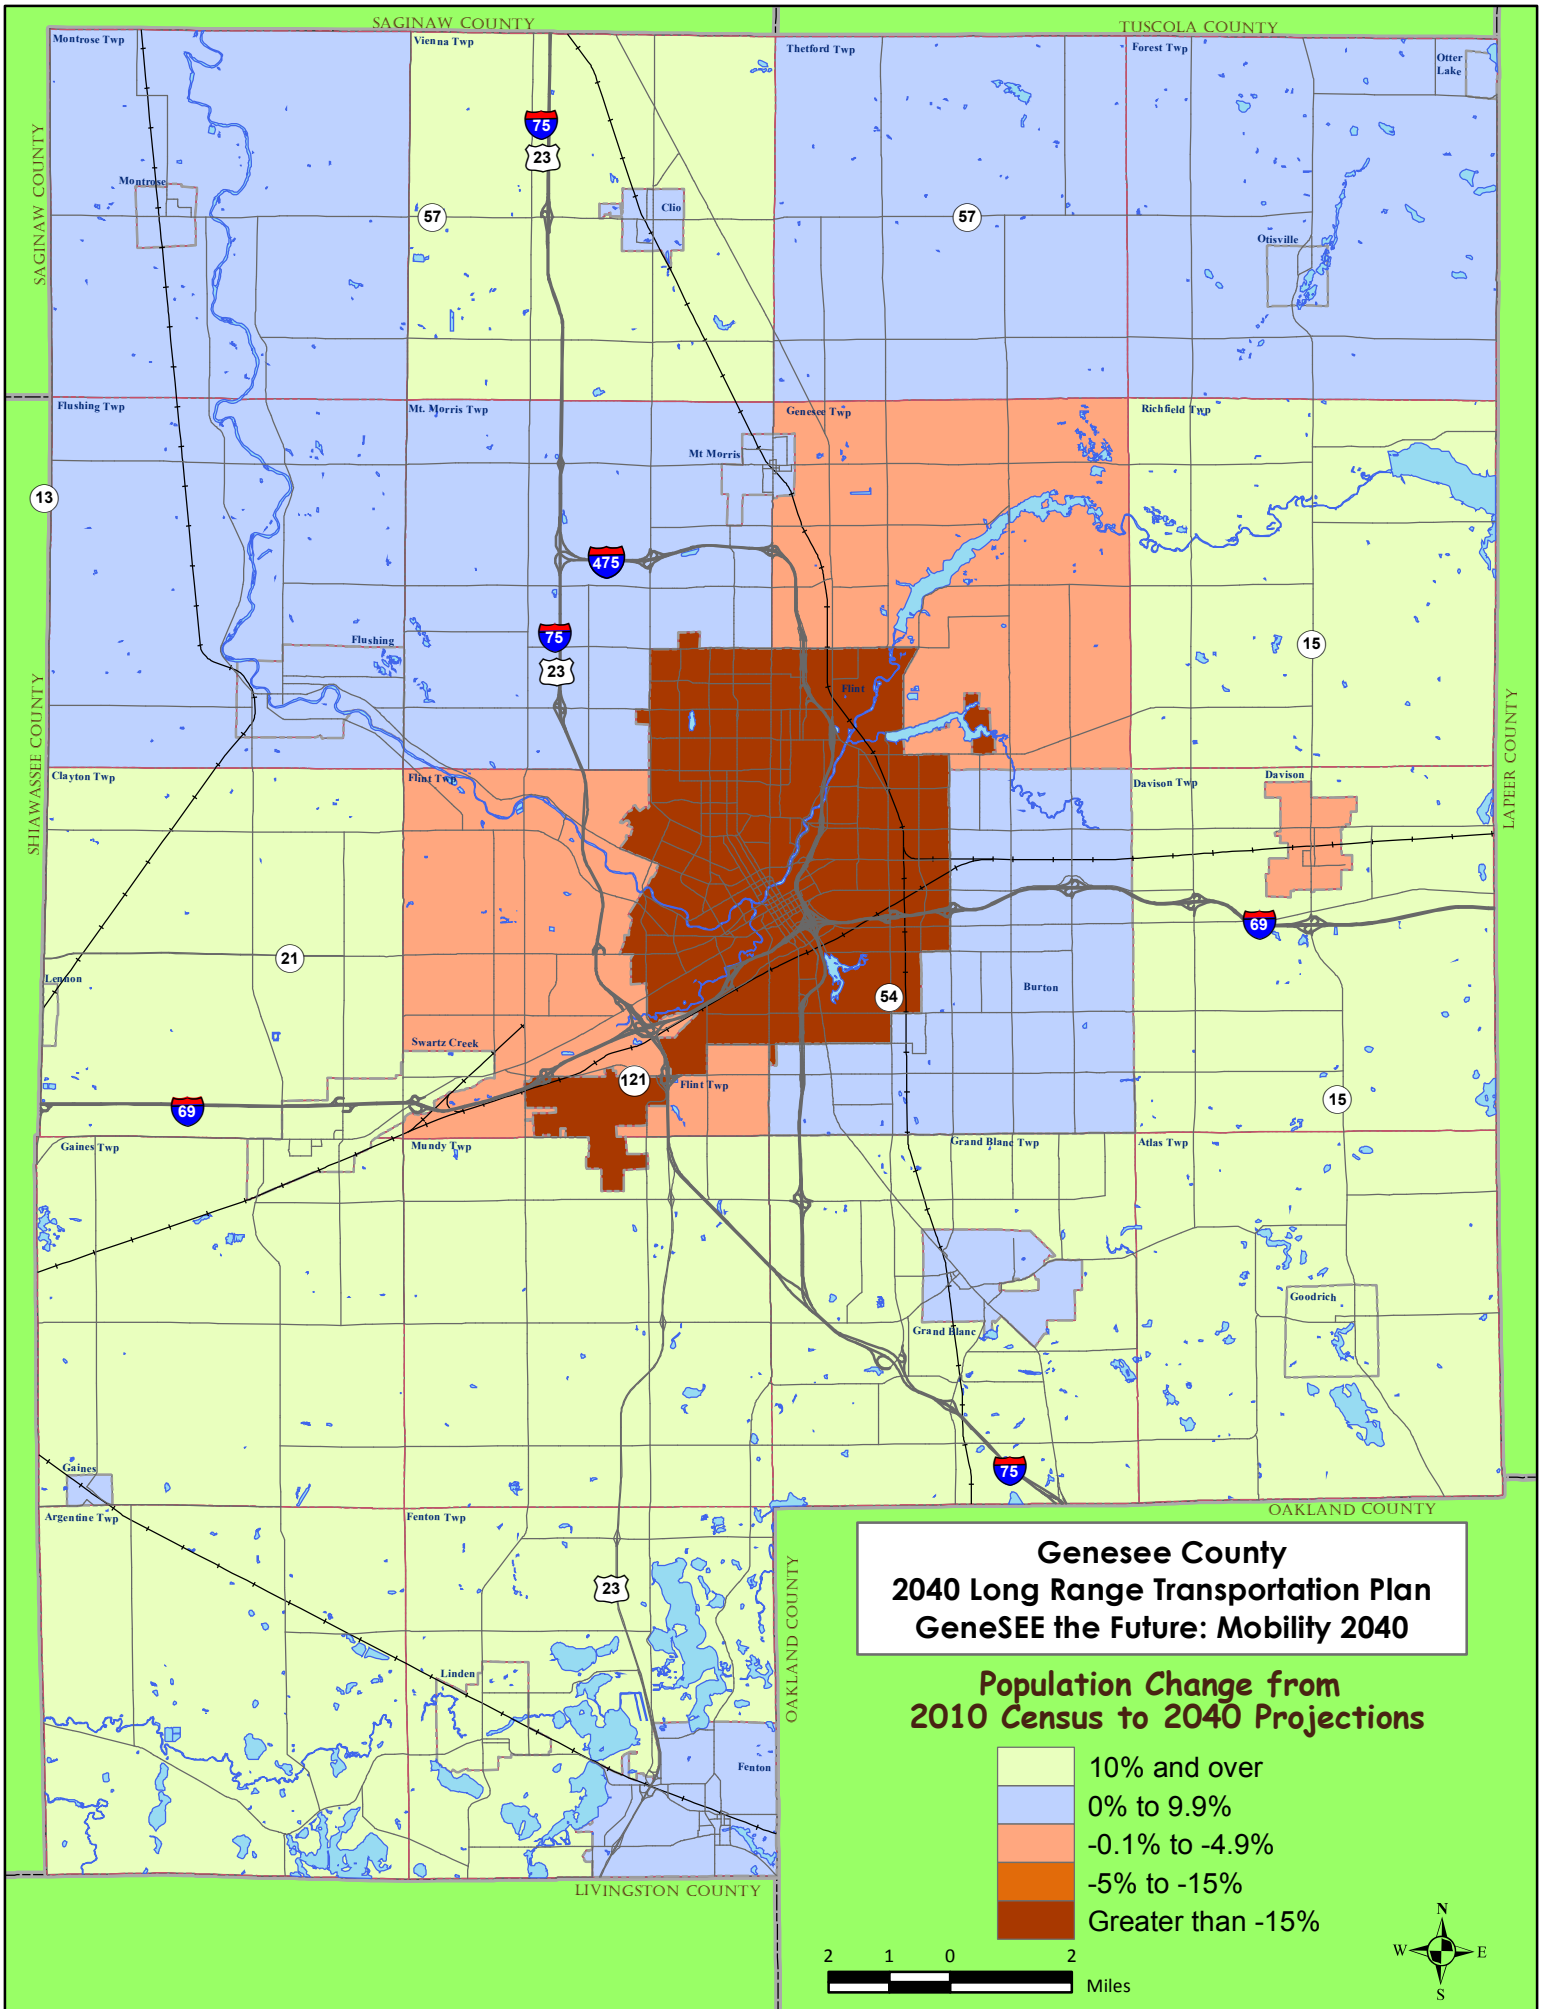 SAGINAW COUNTY
TUSCOLA COUNTY
Montrose Twp
Vienna Twp
Thetford Twp
Forest Twp
Otter
Lake
75
23
SAGINAW COUNTY
Montrose
57
Clio
57
Otisville
Flushing Twp
Mt. Morris Twp
Genesee Twp
Richfield Twp
Mt Morris
13
475
75
23
Flushing
15
Flint
SHIAWASSEE COUNTY
LAPEER COUNTY
Clayton Twp
Flint Twp
Davison Twp
Davison
69
21
Lennon
54
Burton
Swartz Creek
121
Flint Twp
69
15
Gaines Twp
Mundy Twp
Grand Blanc Twp
Atlas Twp
Goodrich
Grand Blanc
Gaines
75
Argentine Twp
Fenton Twp
OAKLAND COUNTY
23
OAKLAND COUNTY
Linden
Fenton
LIVINGSTON COUNTY
Genesee County
2040 Long Range Transportation Plan
GeneSEE the Future: Mobility 2040
Population Change from
2010 Census to 2040 Projections
10% and over
0% to 9.9%
-0.1% to -4.9%
-5% to -15%
Greater than -15%
2 1 0 2
Miles
N
W E
S